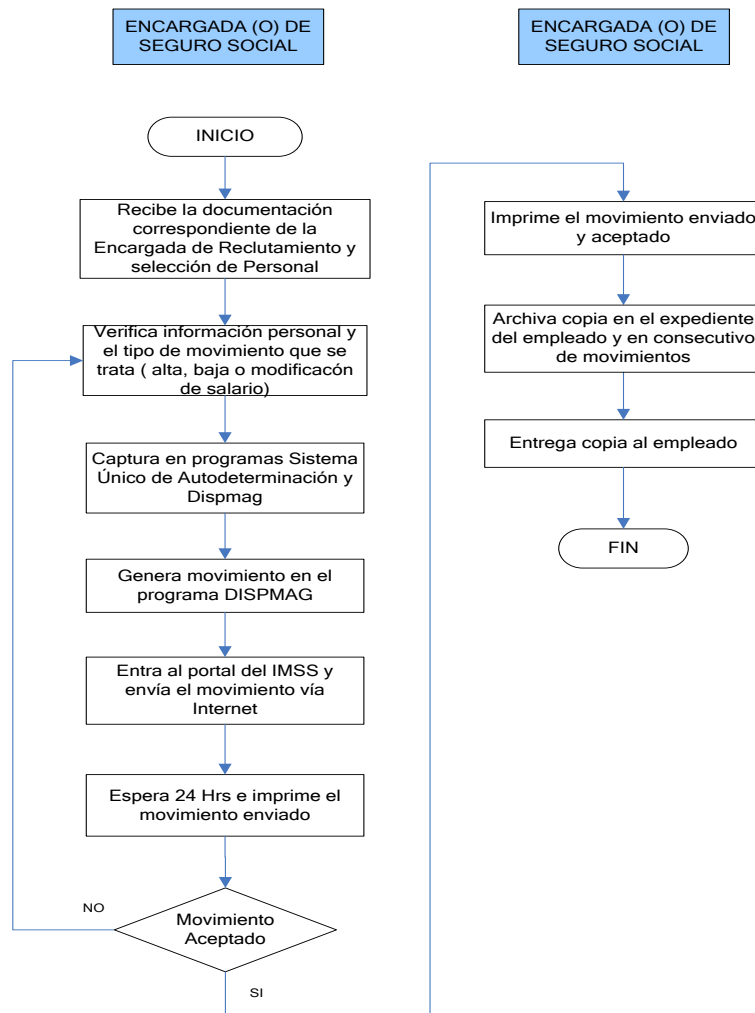 ENCARGADA (O) DE
SEGURO SOCIAL
INICIO
Recibe la documentación
correspondiente de la
Encargada de Reclutamiento y
selección de Personal
Verifica información personal y
el tipo de movimiento que se
trata ( alta, baja o modificacón
de salario)
Captura en programas Sistema
Único de Autodeterminación y
Dispmag
Genera movimiento en el
programa DISPMAG
Entra al portal del IMSS y
envía el movimiento vía
Internet
Espera 24 Hrs e imprime el
movimiento enviado
NO
Movimiento
Aceptado
SI
ENCARGADA (O) DE
SEGURO SOCIAL
Imprime el movimiento enviado
y aceptado
Archiva copia en el expediente
del empleado y en consecutivo
de movimientos
Entrega copia al empleado
FIN